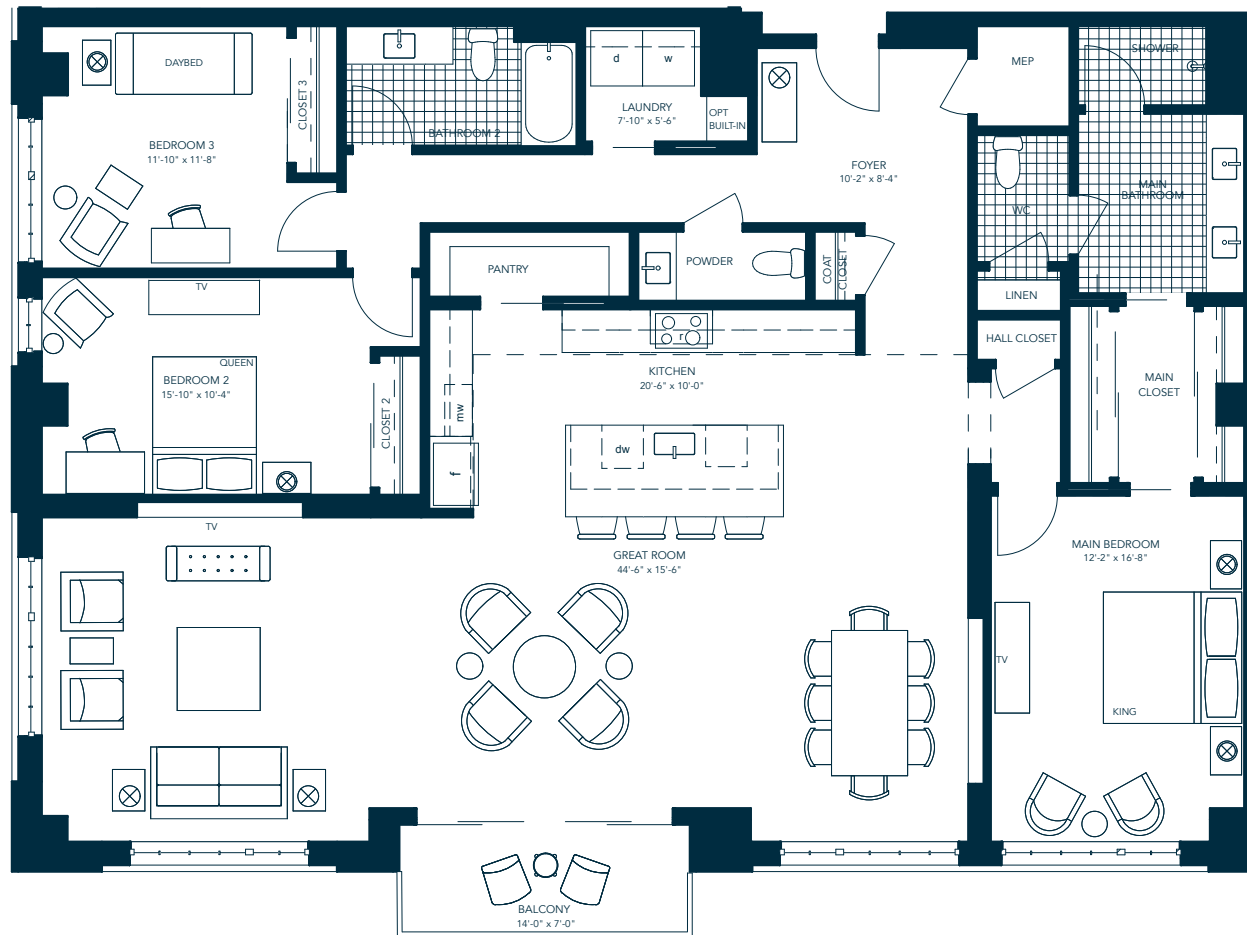 DAYBED
CLOSET 3
BEDROOM 3
11'-10" x 11'-8"
BATHROOM 2
d
w
LAUNDRY
7'-10" x 5'-6"
OPT
BUILT-IN
FOYER
10'-2" x 8'-4"
MEP
SHOWER
MAIN
BATHROOM
WC
LINEN
PANTRY
POWDER
COAT
CLOSET
TV
QUEEN
BEDROOM 2
15'-10" x 10'-4"
CLOSET 2
r
KITCHEN
20'-6" x 10'-0"
mw
f
dw
HALL CLOSET
MAIN
CLOSET
TV
GREAT ROOM
44'-6" x 15'-6"
MAIN BEDROOM
12'-2" x 16'-8"
TV
KING
BALCONY
14'-0" x 7'-0"